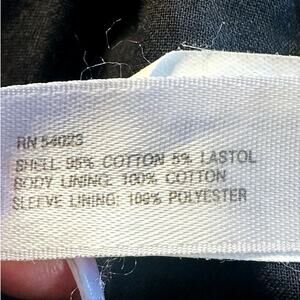 RN 54023
SHELL: 95% COTTON 5% LASTOL
BODY LINING: 100% COTTON
SLEEVE LINING: 100% POLYESTER